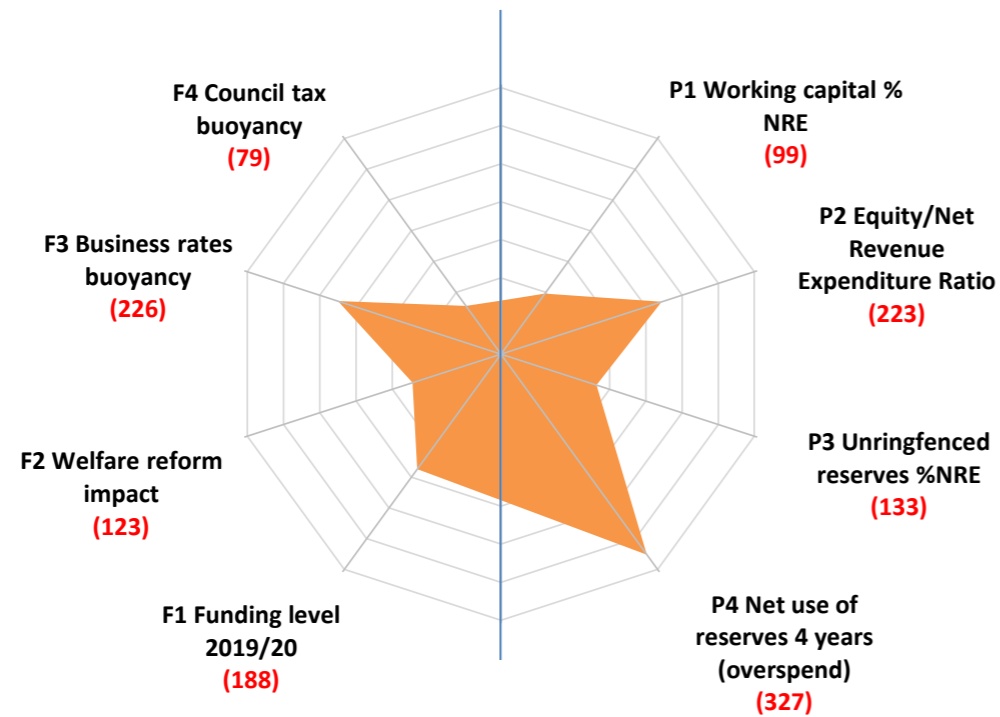 F4 Council tax
buoyancy
(79)
P1 Working capital %
NRE
(99)
F3 Business rates
buoyancy
(226)
P2 Equity/Net
Revenue
Expenditure Ratio
(223)
F2 Welfare reform
impact
(123)
P3 Unringfenced
reserves %NRE
(133)
F1 Funding level
2019/20
(188)
P4 Net use of
reserves 4 years
(overspend)
(327)